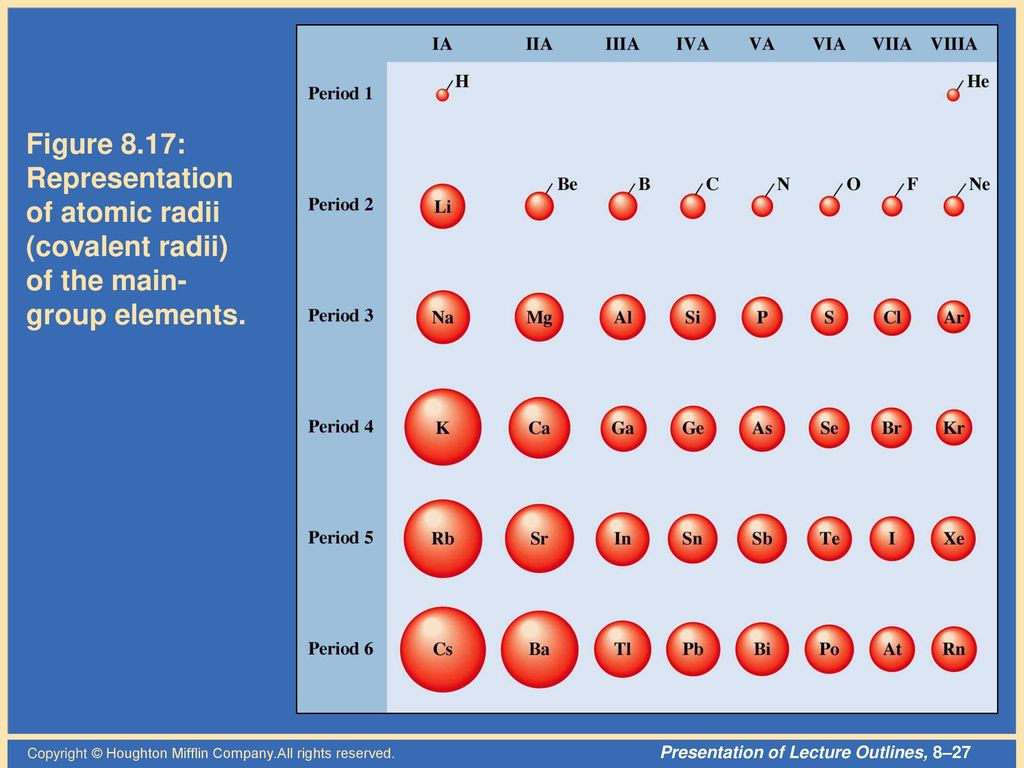 Figure 8.17:
Representation
of atomic radii
(covalent radii)
of the main-
group elements.
IA IIA IIIA IVA VA VIA VIIA VIIIA
Period 1 H He
Period 2 Li Be B C N O F Ne
Period 3 Na Mg Al Si P S Cl Ar
Period 4 K Ca Ga Ge As Se Br Kr
Period 5 Rb Sr In Sn Sb Te I Xe
Period 6 Cs Ba Tl Pb Bi Po At Rn
Copyright © Houghton Mifflin Company.All rights reserved.
Presentation of Lecture Outlines, 8–27